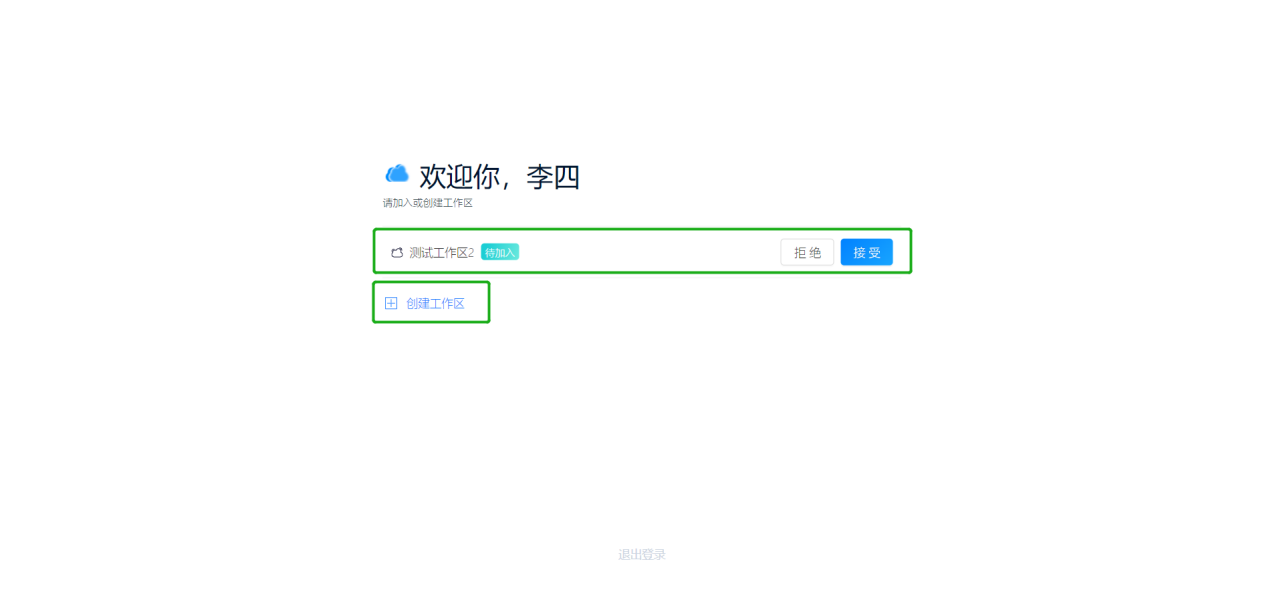 欢迎你，李四
请加入或创建工作区
测试工作区2 待加入 拒绝 接受
创建工作区
退出登录